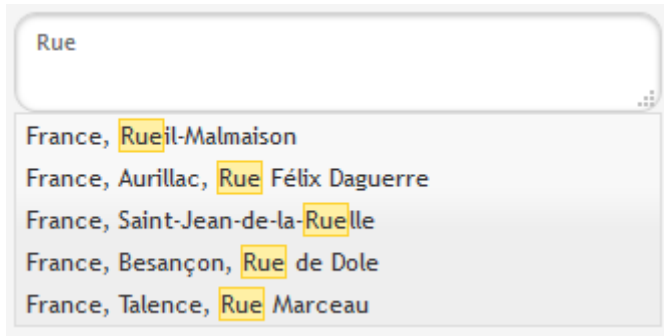 Rue
France, Rueil-Malmaison
France, Aurillac, Rue Félix Daguerre
France, Saint-Jean-de-la-Ruelle
France, Besançon, Rue de Dole
France, Talence, Rue Marceau